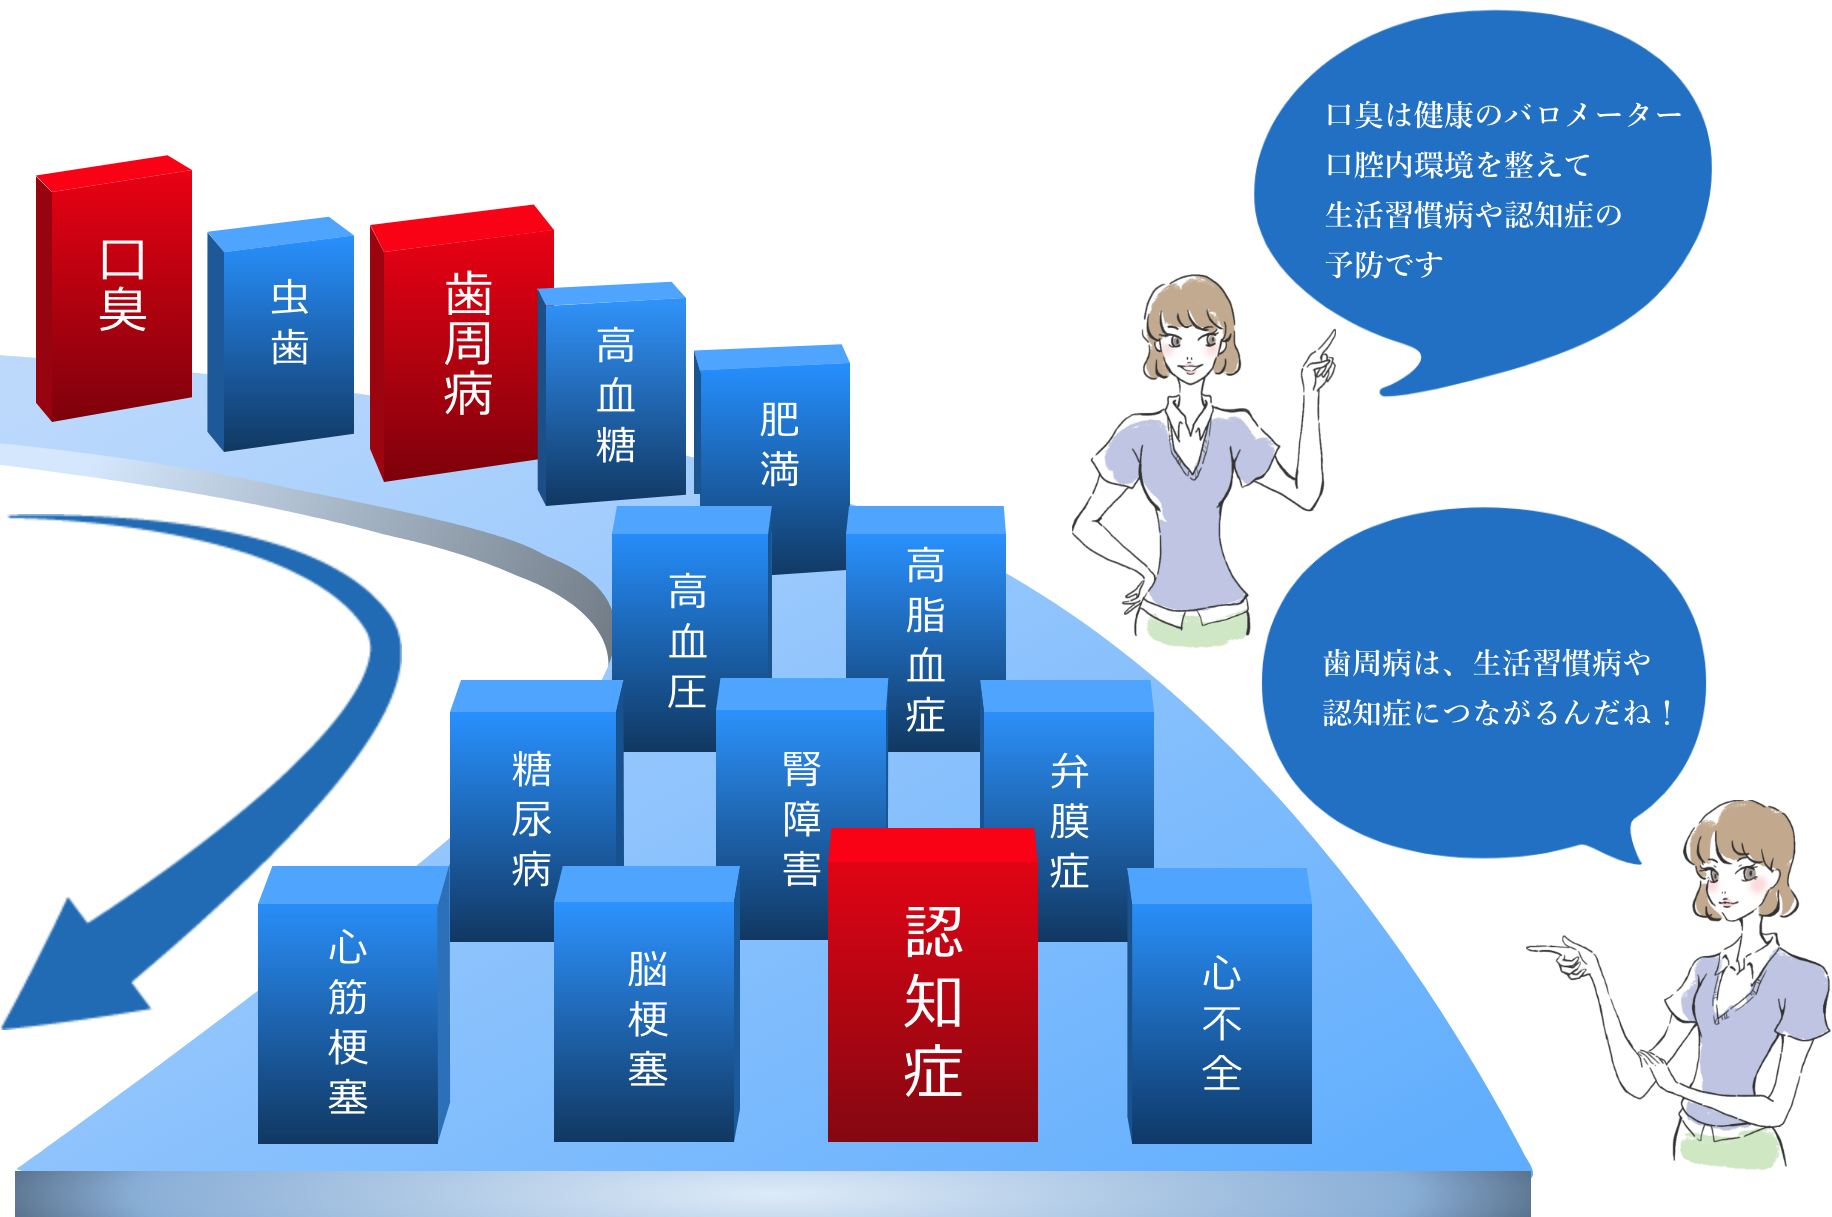 口臭
虫歯
歯周病
高血糖
肥満
高血圧
高脂血症
糖尿病
腎障害
弁膜症
心筋梗塞
脳梗塞
認知症
心不全
口臭は健康のバロメーター
口腔内環境を整えて
生活習慣病や認知症の
予防です
歯周病は、生活習慣病や
認知症につながるんだね！